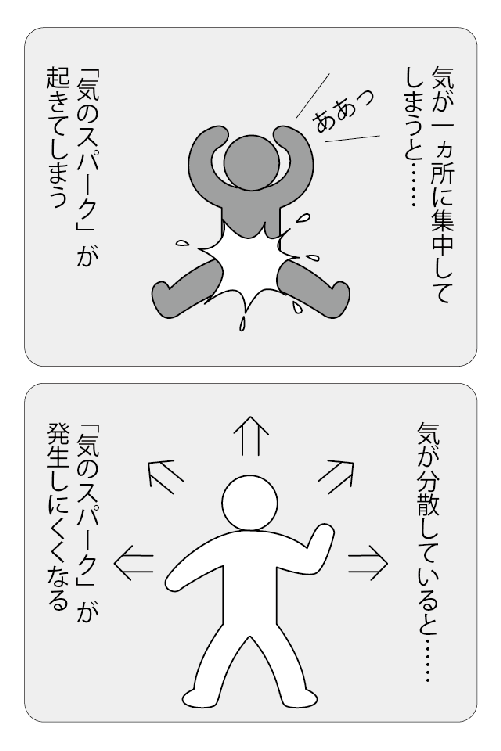 気が一ヵ所に集中して
しまうと……
ああっ
「気のスパーク」が
起きてしまう
気が分散していると……
「気のスパーク」が
発生しにくくなる